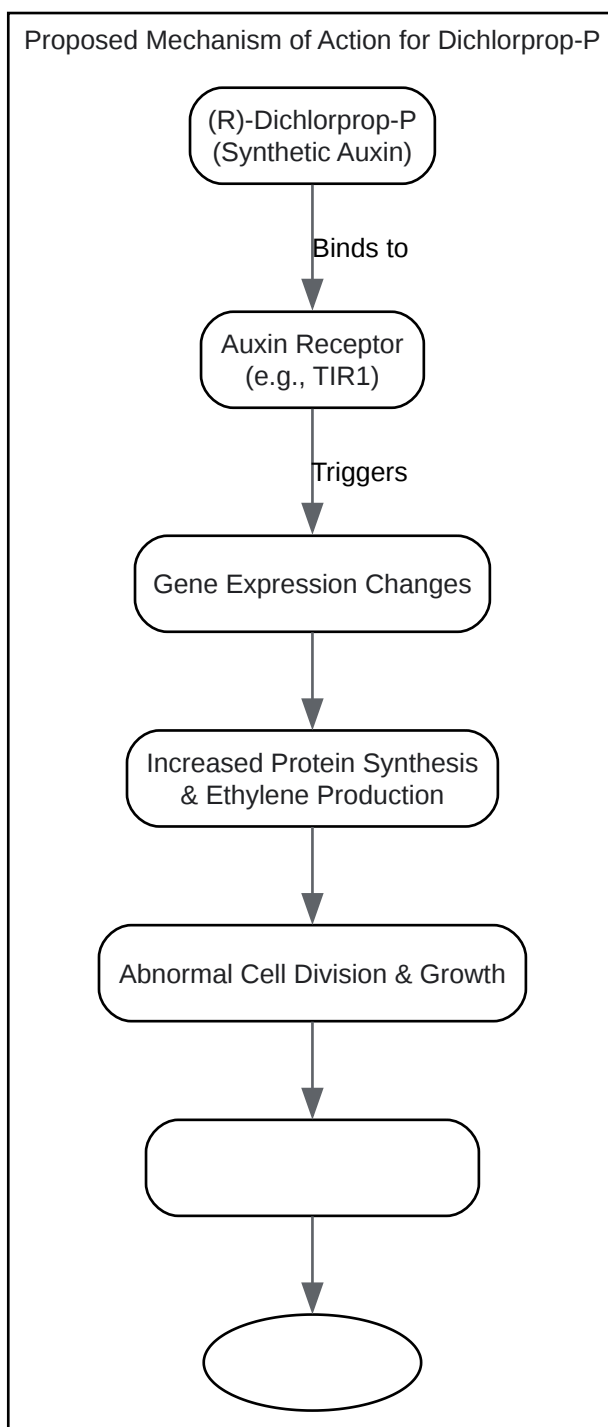 Proposed Mechanism of Action for Dichlorprop-P
(R)-Dichlorprop-P
(Synthetic Auxin)
Binds to
Auxin Receptor
(e.g., TIR1)
Triggers
Gene Expression Changes
Increased Protein Synthesis
& Ethylene Production
Abnormal Cell Division & Growth